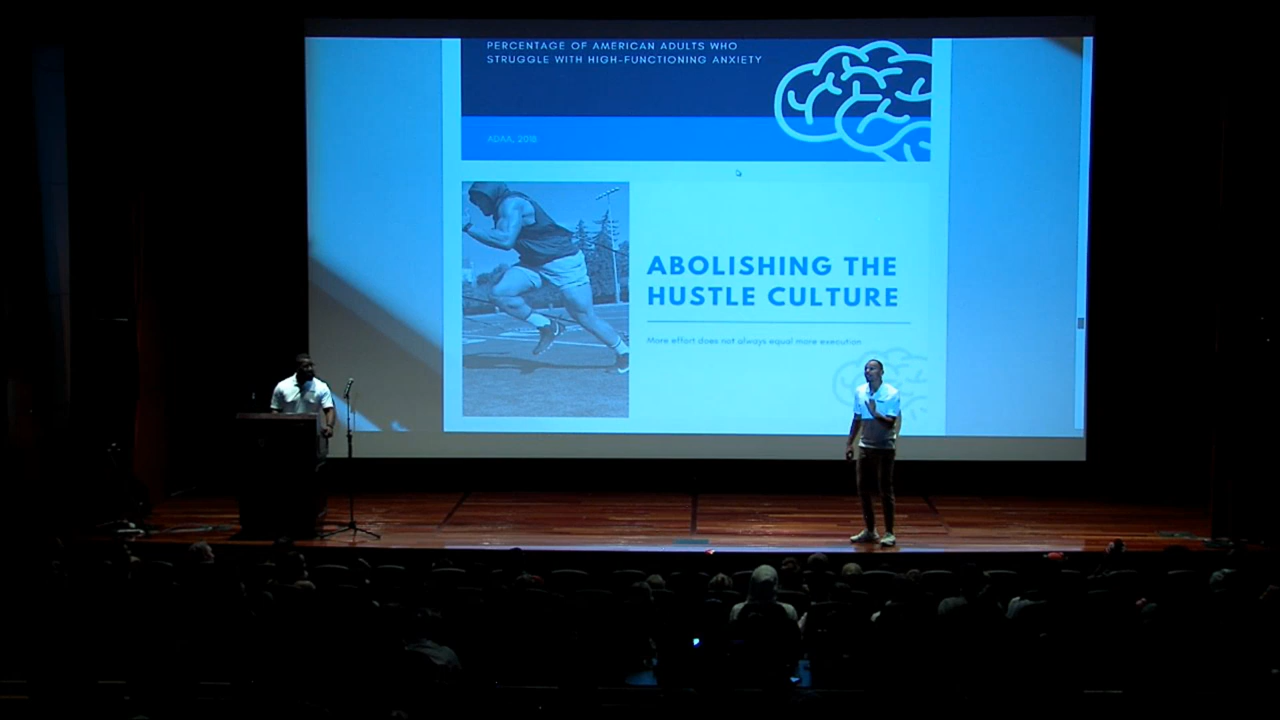 PERCENTAGE OF AMERICAN ADULTS WHO
STRUGGLE WITH HIGH-FUNCTIONING ANXIETY
ADAA, 2018
ABOLISHING THE
HUSTLE CULTURE
More effort does not always equal more execution